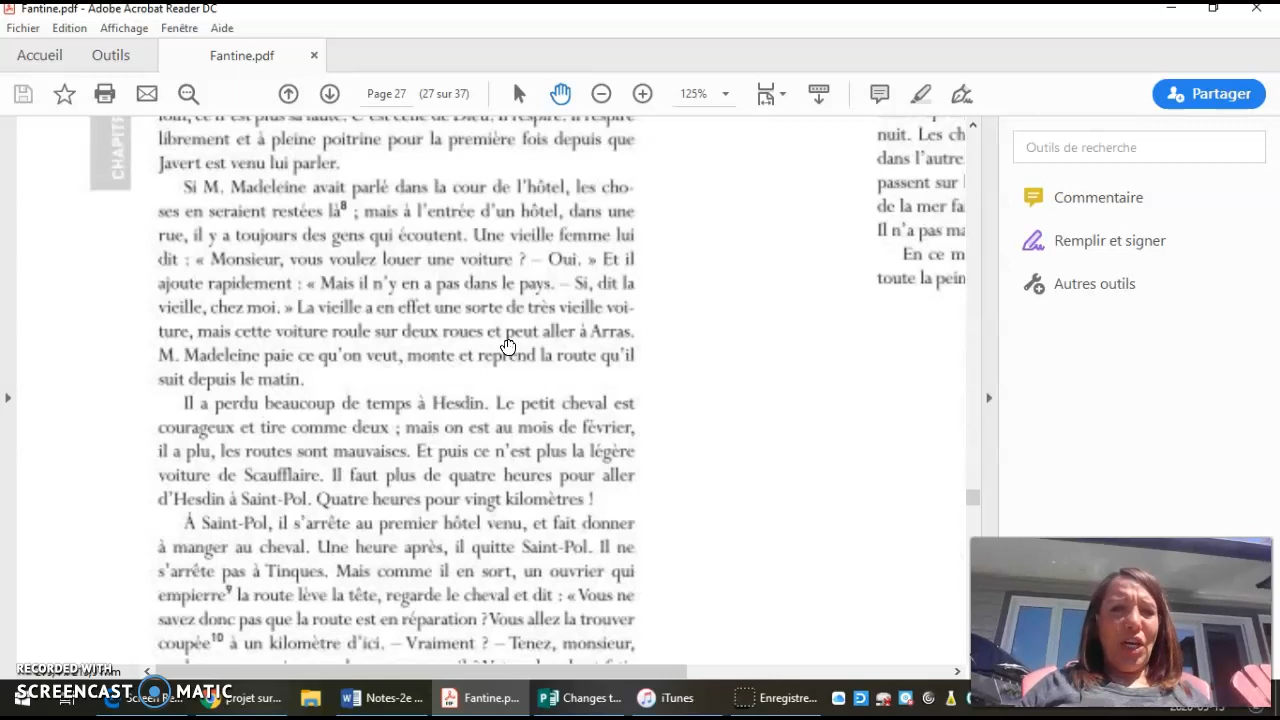 Fantine.pdf - Adobe Acrobat Reader DC
Fichier Edition Affichage Fenêtre Aide
Accueil Outils Fantine.pdf ×
Page 27 (27 sur 37) 125% Partager
librement et à pleine poitrine pour la première fois depuis que
Javert est venu lui parler.
Si M. Madeleine avait parlé dans la cour de l'hôtel, les cho-
ses en seraient restées là⁸ ; mais à l'entrée d'un hôtel, dans une
rue, il y a toujours des gens qui écoutent. Une vieille femme lui
dit : « Monsieur, vous voulez louer une voiture ? – Oui. » Et il
ajoute rapidement : « Mais il n'y en a pas dans le pays. – Si, dit la
vieille, chez moi. » La vieille a en effet une sorte de très vieille voi-
ture, mais cette voiture roule sur deux roues et peut aller à Arras.
M. Madeleine paie ce qu'on veut, monte et reprend la route qu'il
suit depuis le matin.
Il a perdu beaucoup de temps à Hesdin. Le petit cheval est
courageux et tire comme deux ; mais on est au mois de février,
il a plu, les routes sont mauvaises. Et puis ce n'est plus la légère
voiture de Scaufflaire. Il faut plus de quatre heures pour aller
d'Hesdin à Saint-Pol. Quatre heures pour vingt kilomètres !
À Saint-Pol, il s'arrête au premier hôtel venu, et fait donner
à manger au cheval. Une heure après, il quitte Saint-Pol. Il ne
s'arrête pas à Tinques. Mais comme il en sort, un ouvrier qui
empierre⁹ la route lève la tête, regarde le cheval et dit : « Vous ne
savez donc pas que la route est en réparation ? Vous allez la trouver
coupée¹⁰ à un kilomètre d'ici. – Vraiment ? – Tenez, monsieur,
CHAPITR
nuit. Les ch
dans l'autre
passent sur
de la mer fa
Il n'a pas ma
En ce m
toute la pein
Outils de recherche
Commentaire
Remplir et signer
Autres outils
RECORDED WITH
SCREENCAST MATIC
Screen Re... projet sur... Notes-2e ... Fantine.p... Changes t... iTunes Enregistre...